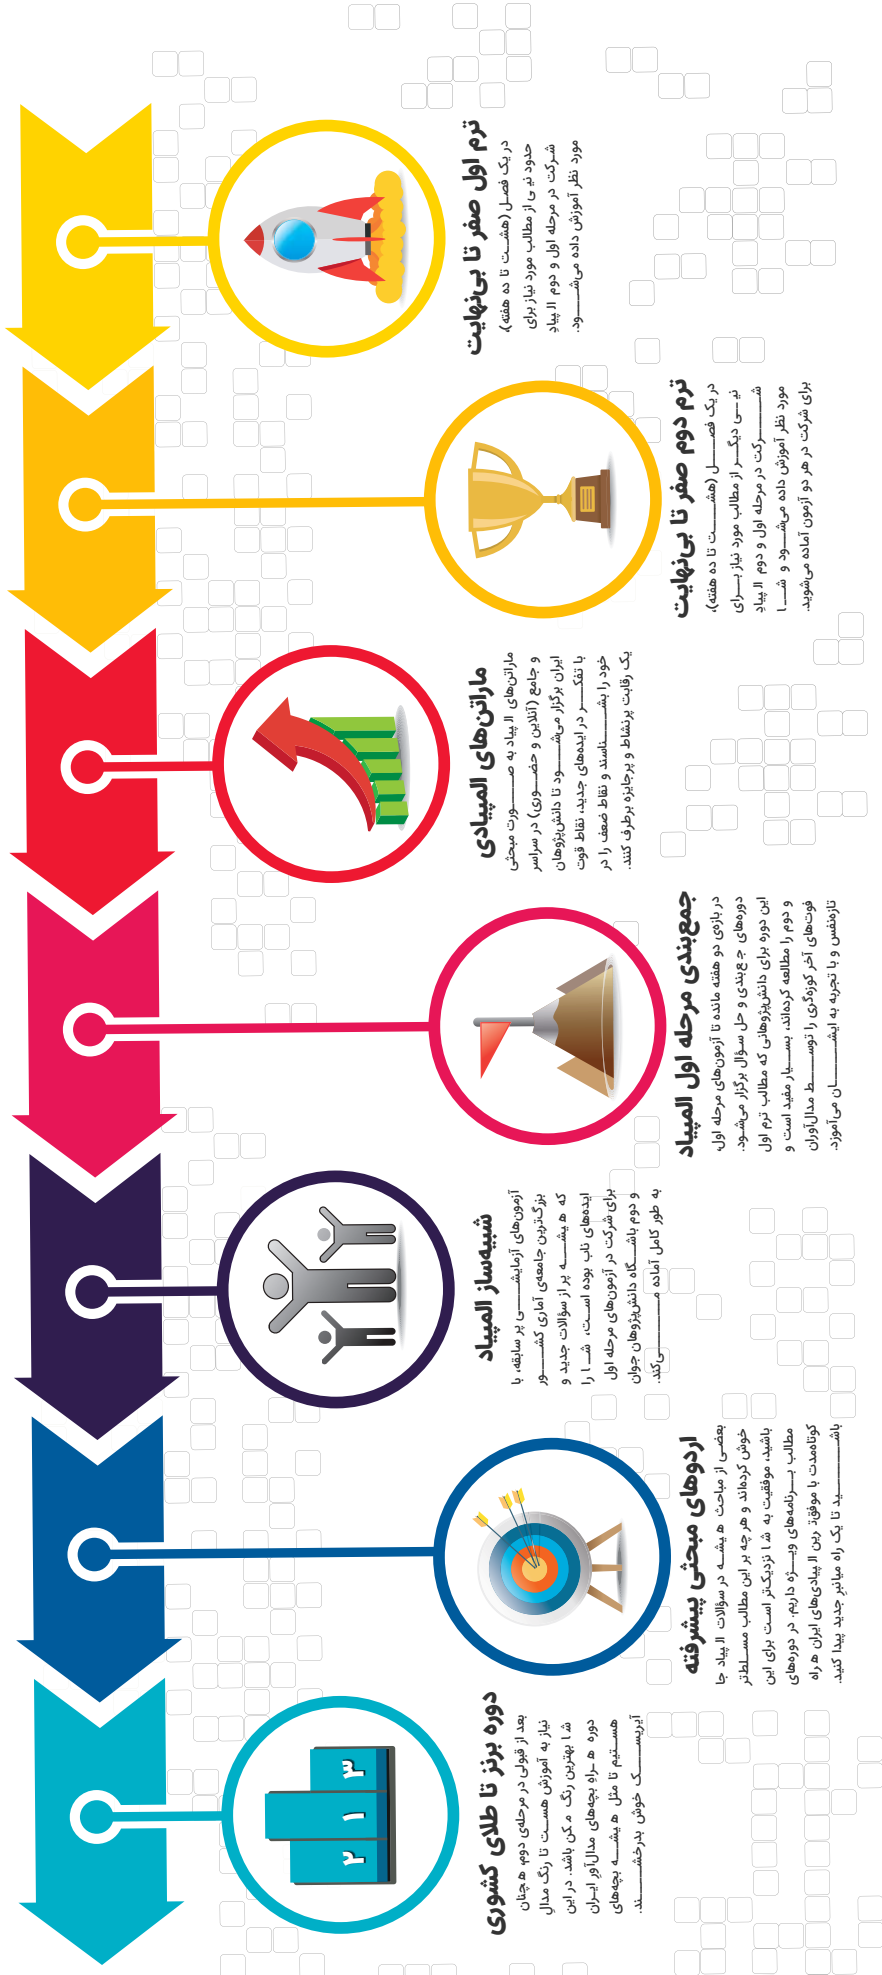 ترم اول صفر تا بی‌نهایت
در یک فصل (هشت تا ده هفته)،
حدود نیمی از مطالب مورد نیاز برای
شرکت در مرحله اول و دوم المپیاد
مورد نظر آموزش داده می‌شود.
ترم دوم صفر تا بی‌نهایت
در یک فصل (هشت تا ده هفته)،
نیمی دیگر از مطالب مورد نیاز برای
شرکت در مرحله اول و دوم المپیاد
مورد نظر آموزش داده می‌شود و شما
برای شرکت در هر دو آزمون آماده می‌شوید.
ماراتن‌های المپیادی
ماراتن‌های المپیاد به صورت مبحثی
و جامع (آنلاین و حضوری) در سراسر
ایران برگزار می‌شود تا دانش‌پژوهان
با تفکر در ایده‌های جدید، نقاط قوت
خود را بشناسند و نقاط ضعف را در
یک رقابت پرنشاط و پرجایزه برطرف کنند.
جمع‌بندی مرحله اول المپیاد
در بازه‌ی دو هفته مانده تا آزمون‌های مرحله اول،
دوره‌های جمع‌بندی و حل سؤال برگزار می‌شود.
این دوره برای دانش‌پژوهانی که مطالب ترم اول
و دوم را مطالعه کرده‌اند، بسیار مفید است و
فوت‌های آخر کوزه‌گری را توسط مدال‌آوران
تازه‌نفس و با تجربه به ایشان می‌آموزد.
شبیه‌ساز المپیاد
آزمون‌های آزمایشی پر سابقه، با
بزرگ‌ترین جامعه‌ی آماری کشور
که همیشه پر از سؤالات جدید و
ایده‌های ناب بوده است، شما را
برای شرکت در آزمون‌های مرحله اول
و دوم باشگاه دانش‌پژوهان جوان
به طور کامل آماده می‌کند.
اردوهای مبحثی پیشرفته
بعضی از مباحث همیشه در سؤالات المپیاد جا
خوش کرده‌اند و هر چه بر این مطالب مسلط‌تر
باشید، موفقیت به شما نزدیک‌تر است برای این
مطالب برنامه‌های ویژه داریم. در دوره‌های
کوتاه‌مدت با موفق‌ترین المپیادی‌های ایران همراه
باشید تا یک راه میانبر جدید پیدا کنید.
دوره برنز تا طلای کشوری
بعد از قبولی در مرحله‌ی دوم، همچنان
نیاز به آموزش هست تا رنگ مدالِ
شما بهترین رنگ ممکن باشد. در این
دوره همراه بچه‌های مدال‌آور ایران
هستیم تا مثل همیشه بچه‌های
آیریسک خوش بدرخشند.
۲ ۱ ۳